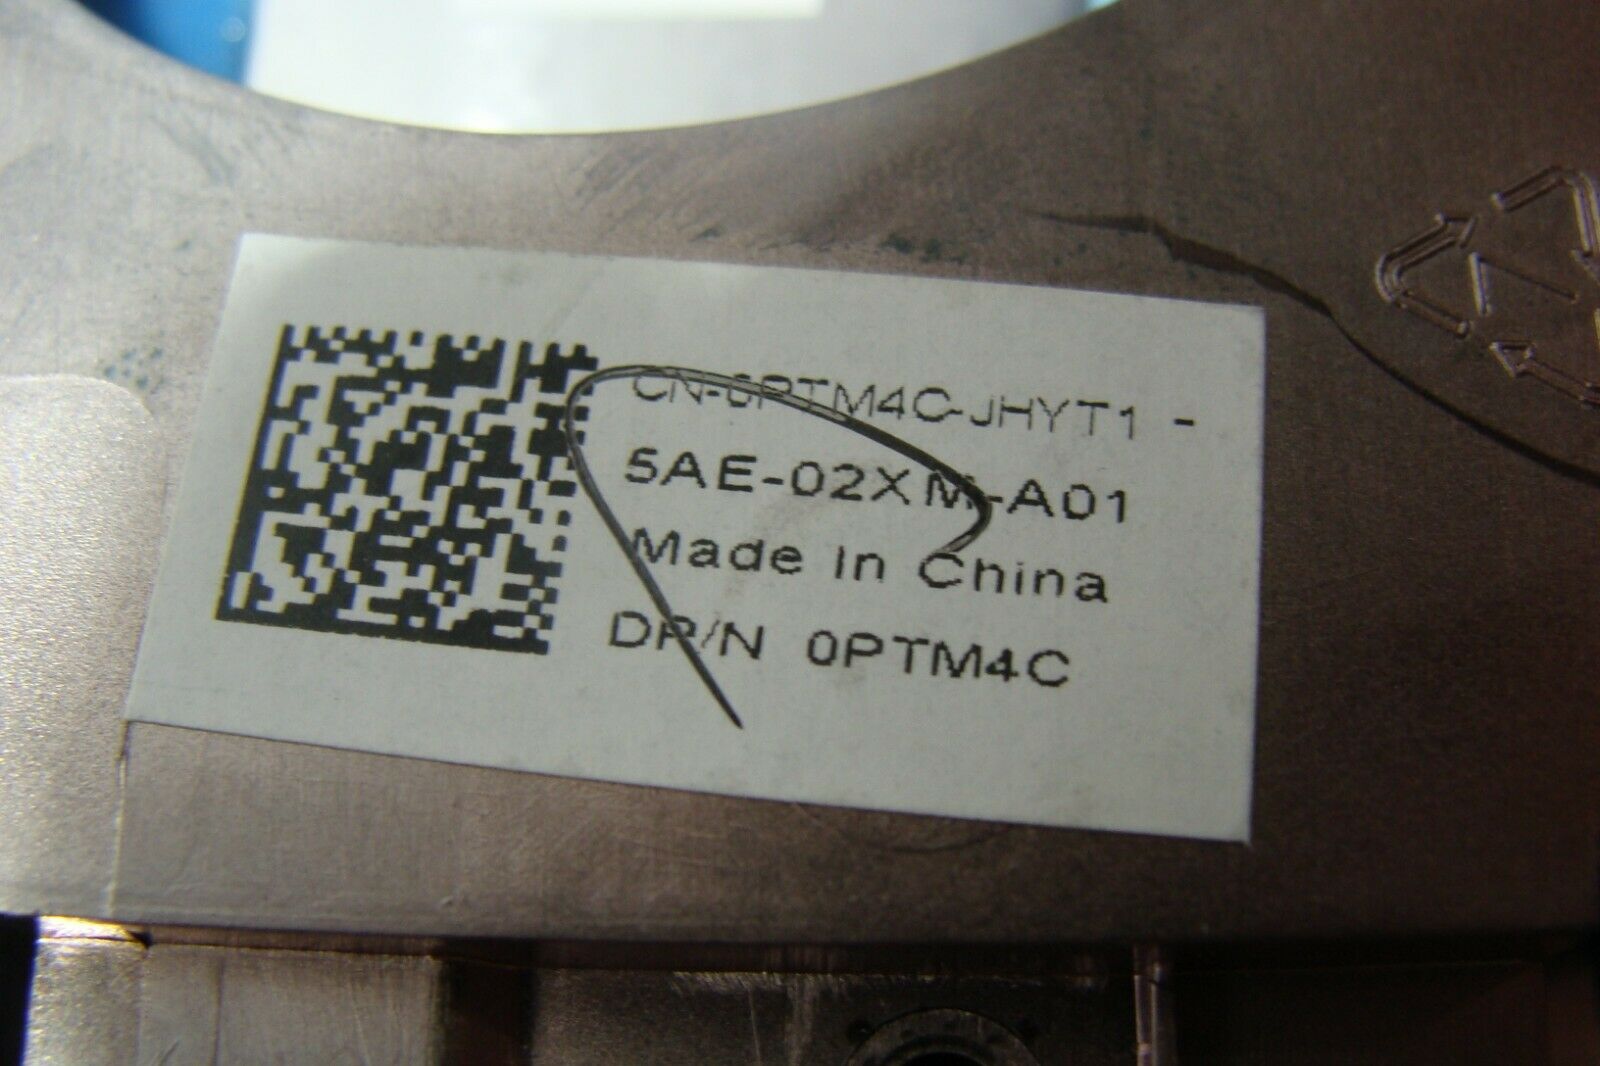 CN-0PTM4C-JHYT1 -
5AE-02XM-A01
Made in China
DP/N 0PTM4C